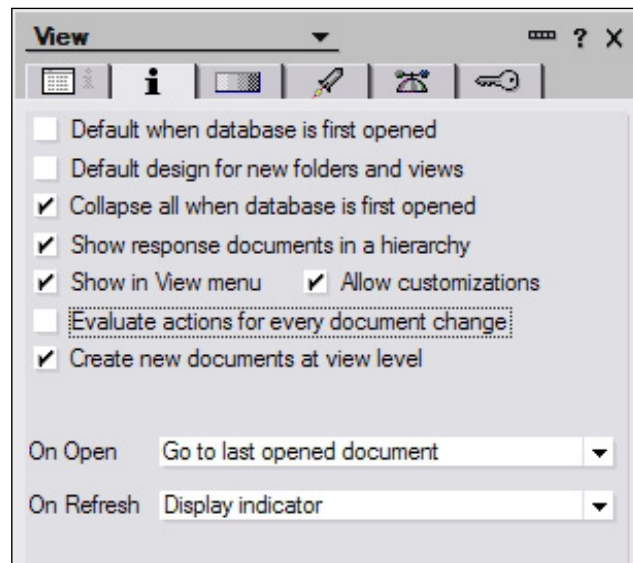 View ? X
i
Default when database is first opened
Default design for new folders and views
Collapse all when database is first opened
Show response documents in a hierarchy
Show in View menu Allow customizations
Evaluate actions for every document change
Create new documents at view level
On Open Go to last opened document
On Refresh Display indicator